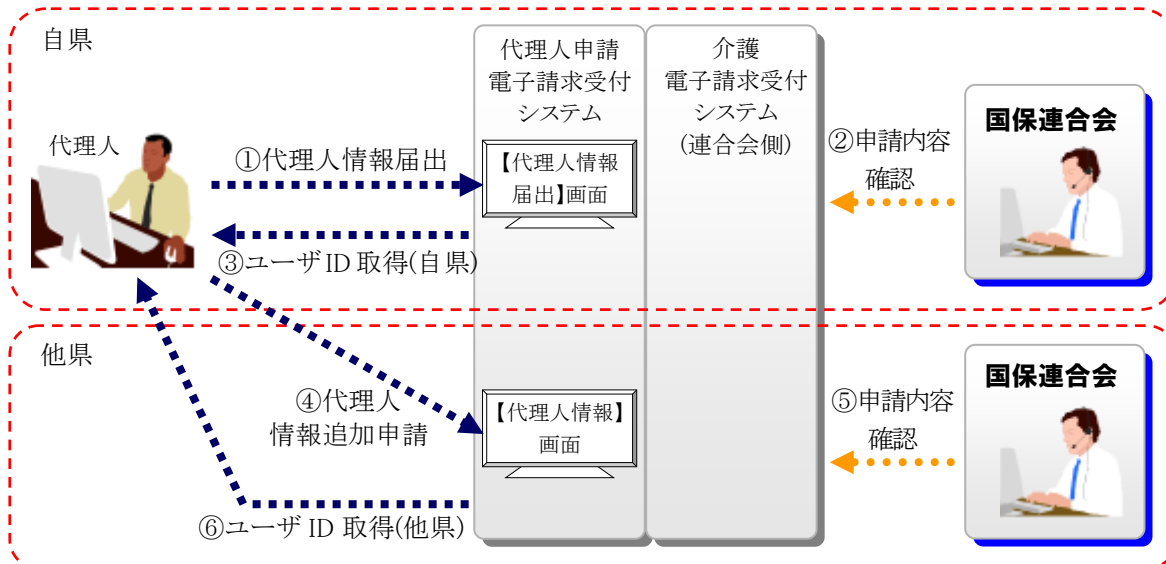 自県
代理人申請
電子請求受付
システム
介護
電子請求受付
システム
(連合会側)
国保連合会
代理人
①代理人情報届出
【代理人情報
届出】画面
②申請内容
確認
③ユーザID 取得(自県)
他県
④代理人
情報追加申請
【代理人情報】
画面
国保連合会
⑤申請内容
確認
⑥ユーザID 取得(他県)